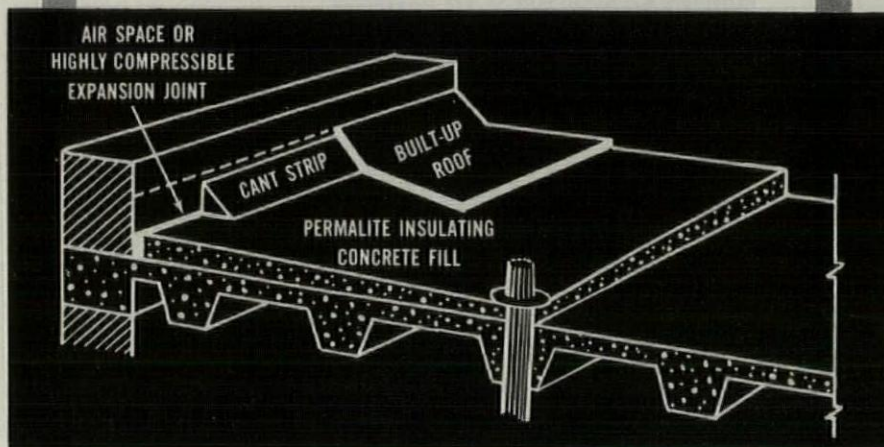 AIR SPACE OR
HIGHLY COMPRESSIBLE
EXPANSION JOINT
CANT STRIP
BUILT-UP
ROOF
PERMALITE INSULATING
CONCRETE FILL